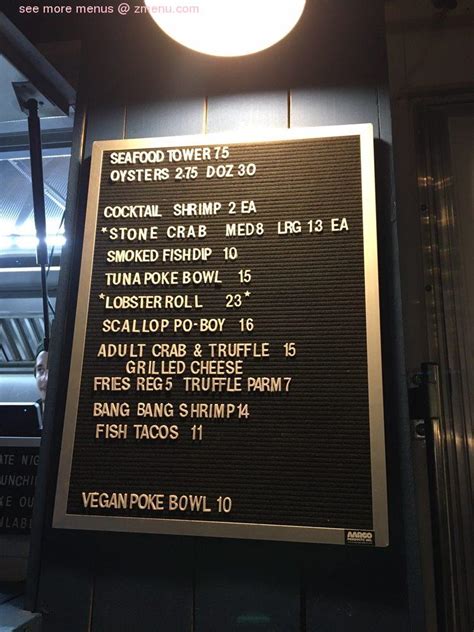 see more menus @ zmenu.com
SEAFOOD TOWER 75
OYSTERS 2.75 DOZ 30
COCKTAIL SHRIMP 2 EA
*STONE CRAB MED 8 LRG 13 EA
SMOKED FISH DIP 10
TUNA POKE BOWL 15
*LOBSTER ROLL 23*
SCALLOP PO-BOY 16
ADULT CRAB & TRUFFLE 15
GRILLED CHEESE
FRIES REG 5 TRUFFLE PARM 7
BANG BANG SHRIMP 14
FISH TACOS 11
VEGAN POKE BOWL 10
AARCO